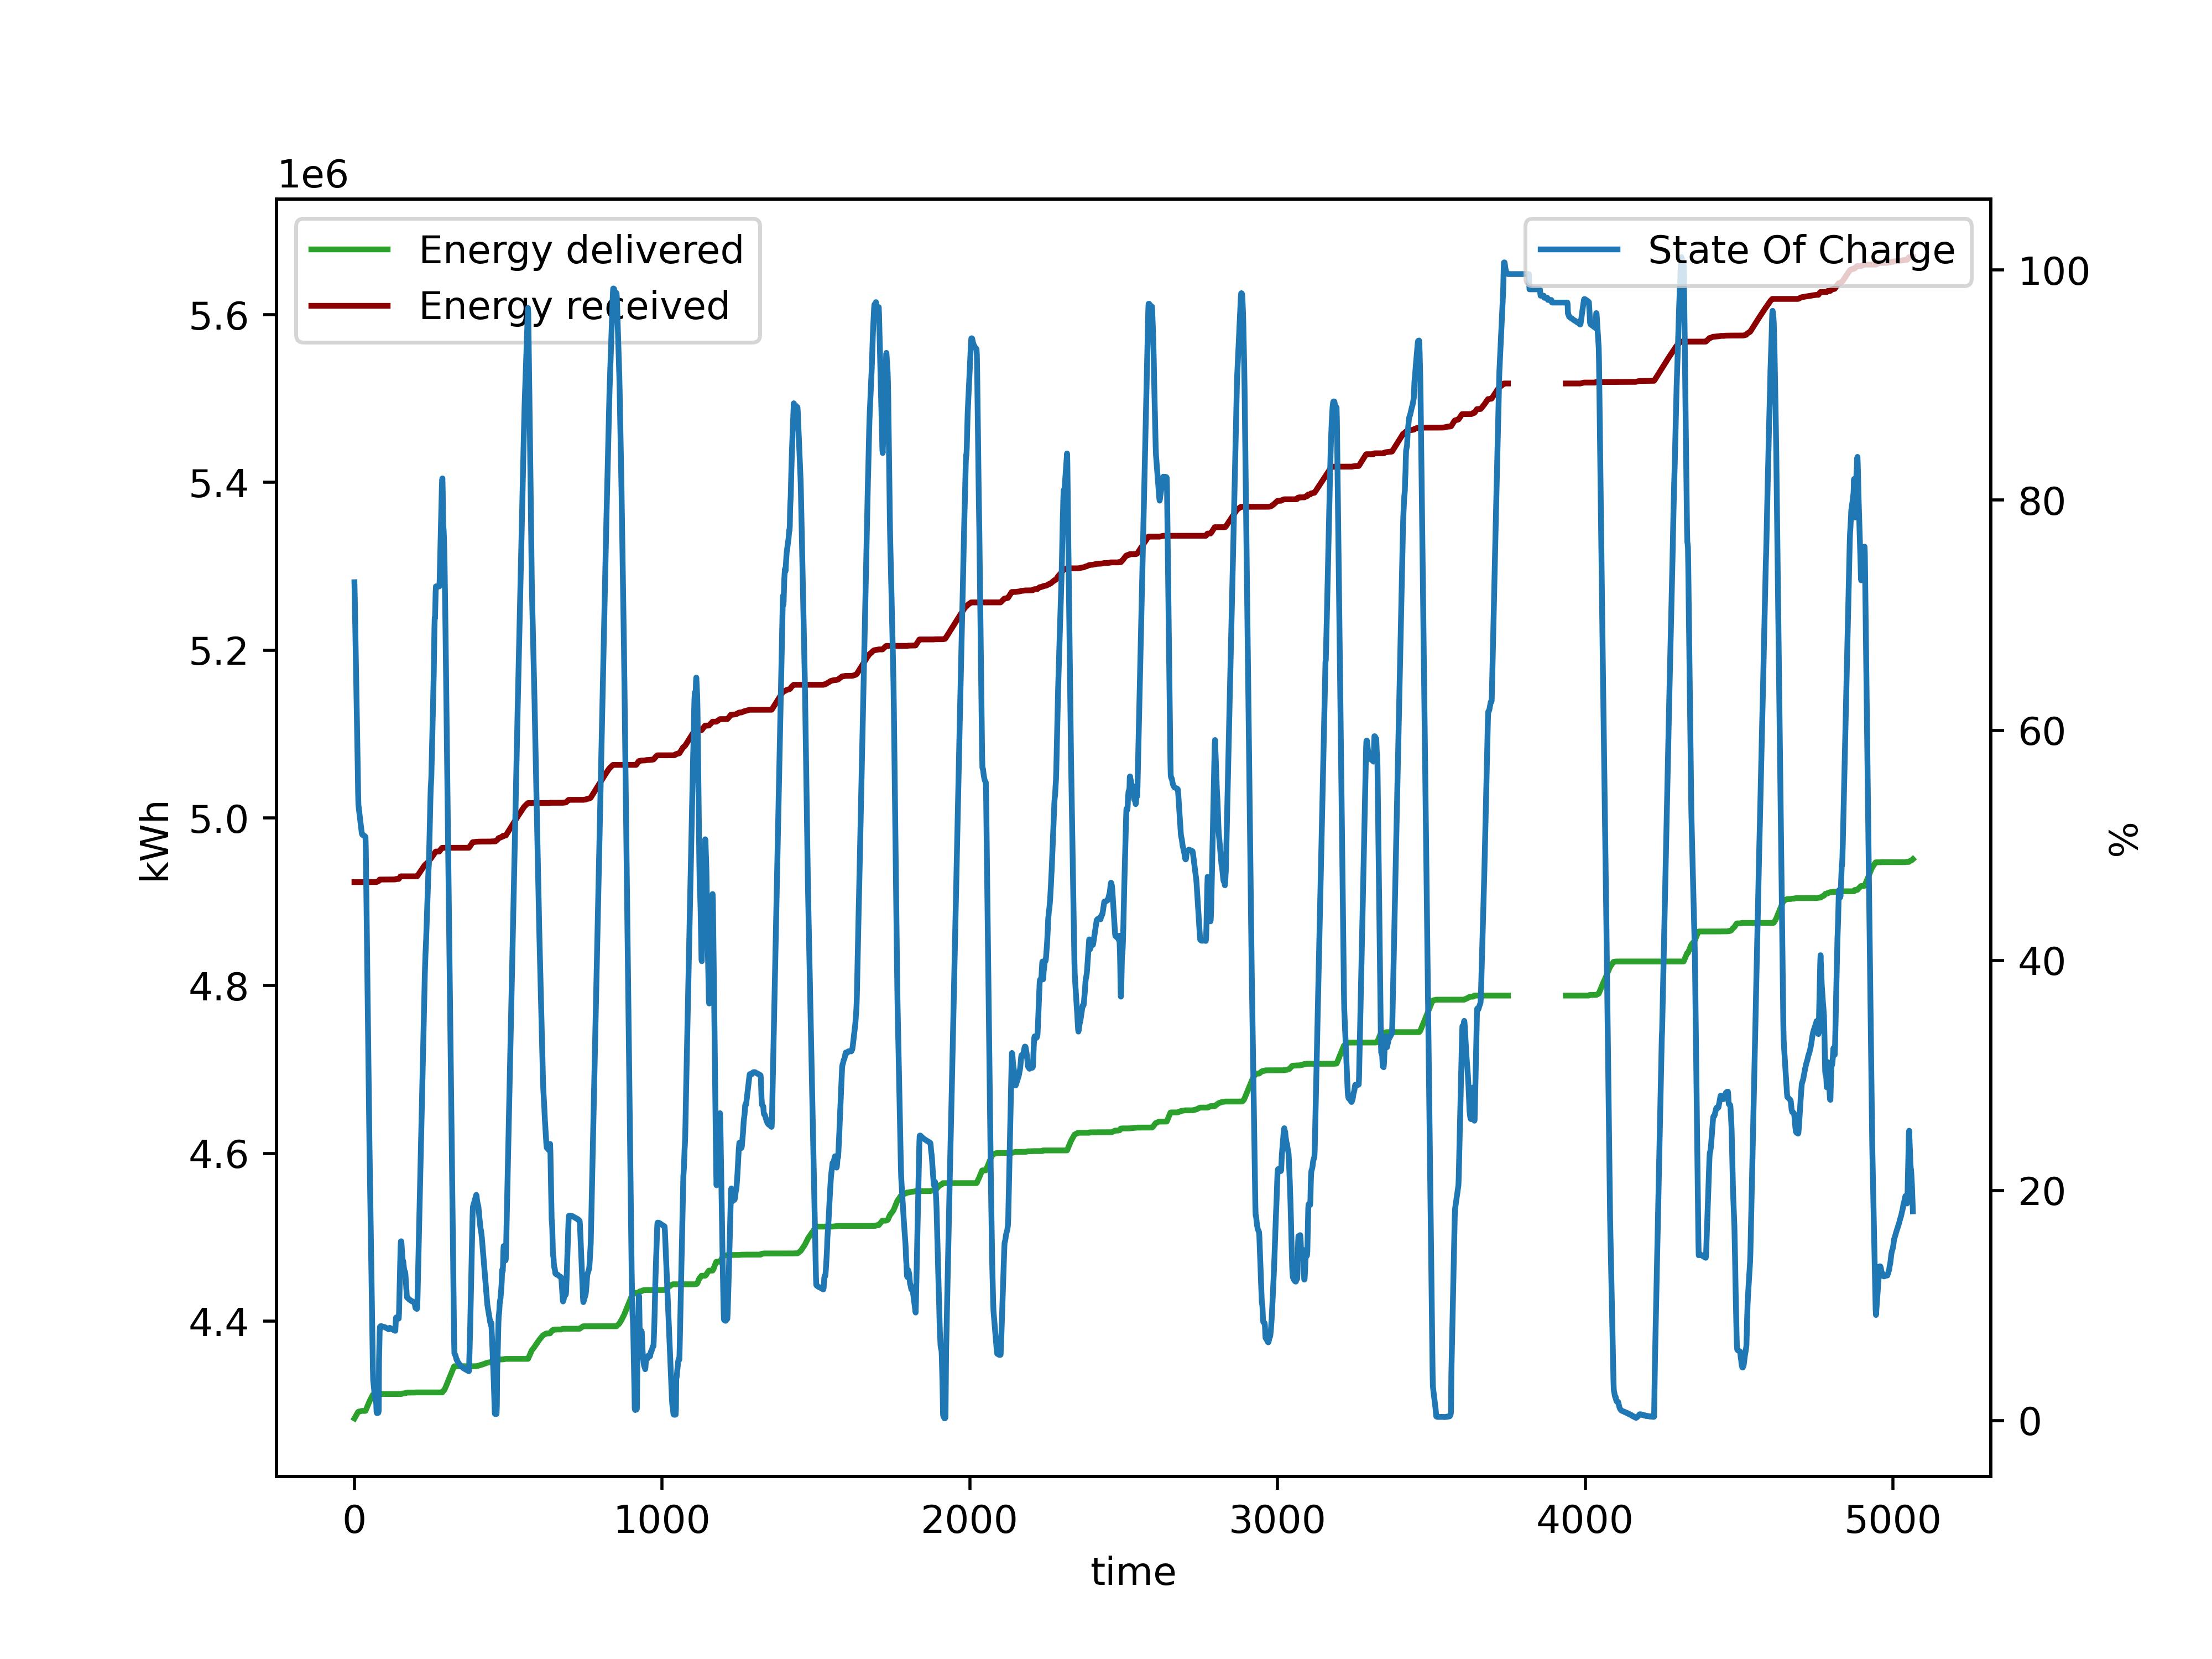 1e6
Energy delivered
Energy received
State Of Charge
5.6
5.4
5.2
5.0
4.8
4.6
4.4
kWh
100
80
60
40
20
0
%
0 1000 2000 3000 4000 5000
time